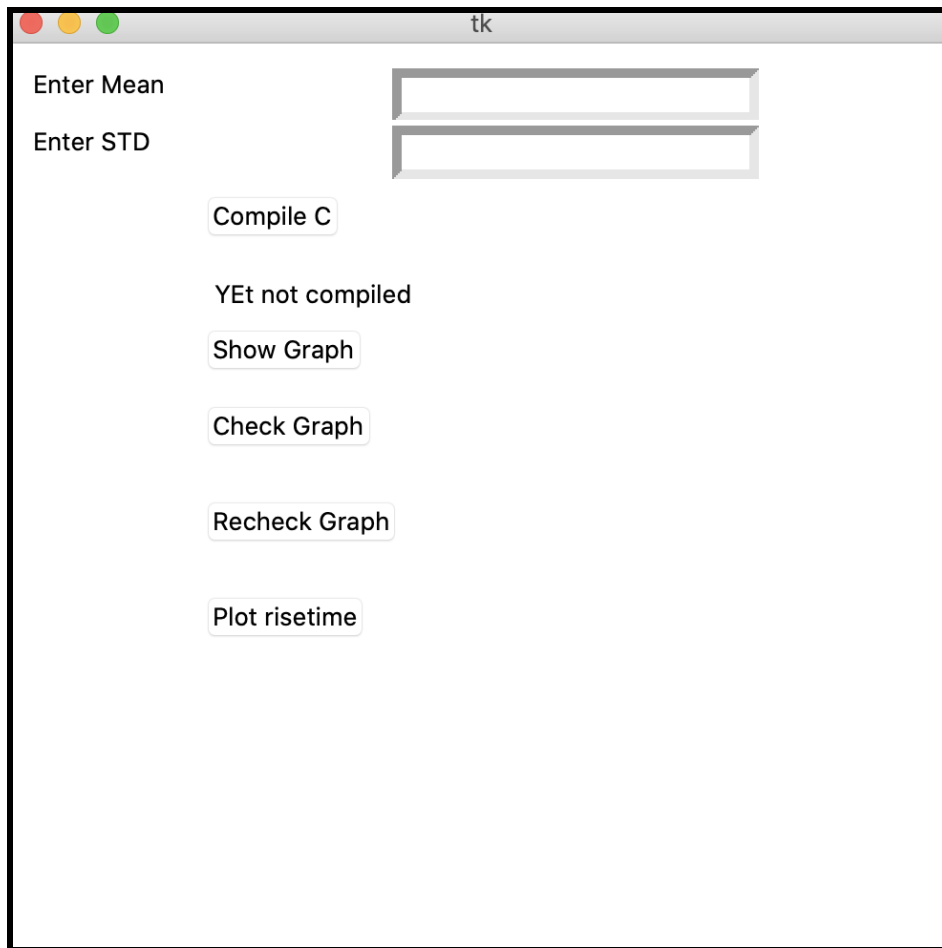 tk
Enter Mean
Enter STD
Compile C
YEt not compiled
Show Graph
Check Graph
Recheck Graph
Plot risetime